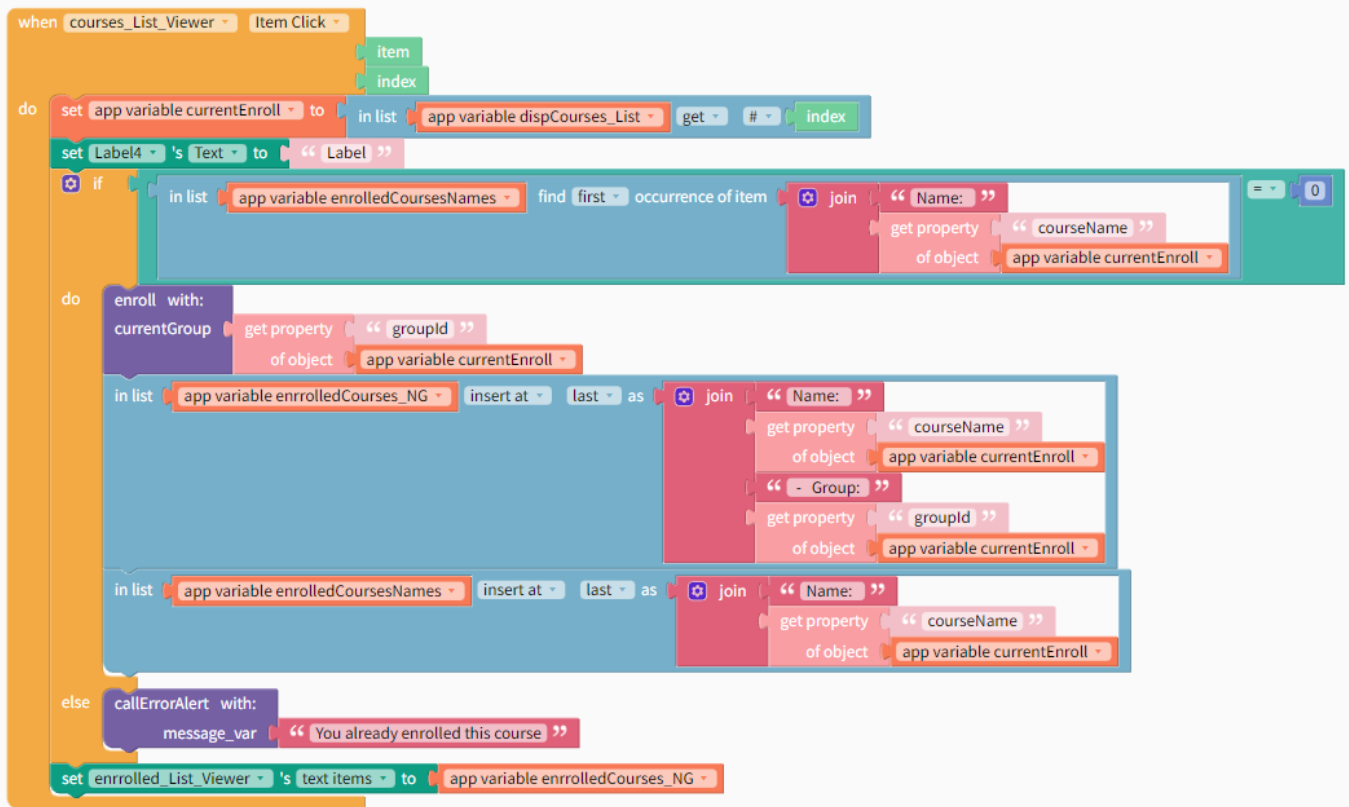 when courses_List_Viewer Item Click
item
index
do set app variable currentEnroll to in list app variable dispCourses_List get # index
set Label4 's Text to “ Label ”
if in list app variable enrolledCoursesNames find first occurrence of item join “ Name: ” = 0
get property “ courseName ”
of object app variable currentEnroll
do enroll with:
currentGroup get property “ groupId ”
of object app variable currentEnroll
in list app variable enrrolledCourses_NG insert at last as join “ Name: ”
get property “ courseName ”
of object app variable currentEnroll
“ - Group: ”
get property “ groupId ”
of object app variable currentEnroll
in list app variable enrolledCoursesNames insert at last as join “ Name: ”
get property “ courseName ”
of object app variable currentEnroll
else callErrorAlert with:
message_var “ You already enrolled this course ”
set enrrolled_List_Viewer 's text items to app variable enrrolledCourses_NG